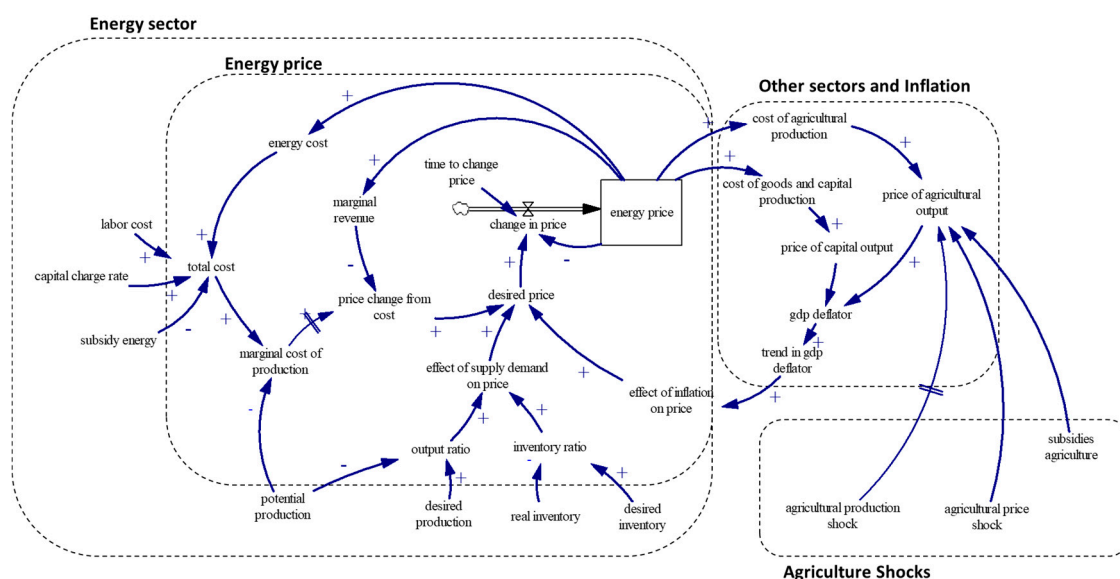 Energy sector
Energy price
Other sectors and Inflation
cost of agricultural
production
energy cost
time to change
price
marginal
revenue
cost of goods and capital
production
price of agricultural
output
energy price
change in price
labor cost
total cost
price of capital output
capital charge rate
price change from
cost
desired price
subsidy energy
gdp deflator
marginal cost of
production
trend in gdp
deflator
effect of supply demand
on price
effect of inflation
on price
output ratio
inventory ratio
subsidies
agriculture
potential
production
desired
production
real inventory
desired
inventory
agricultural production
shock
agricultural price
shock
Agriculture Shocks